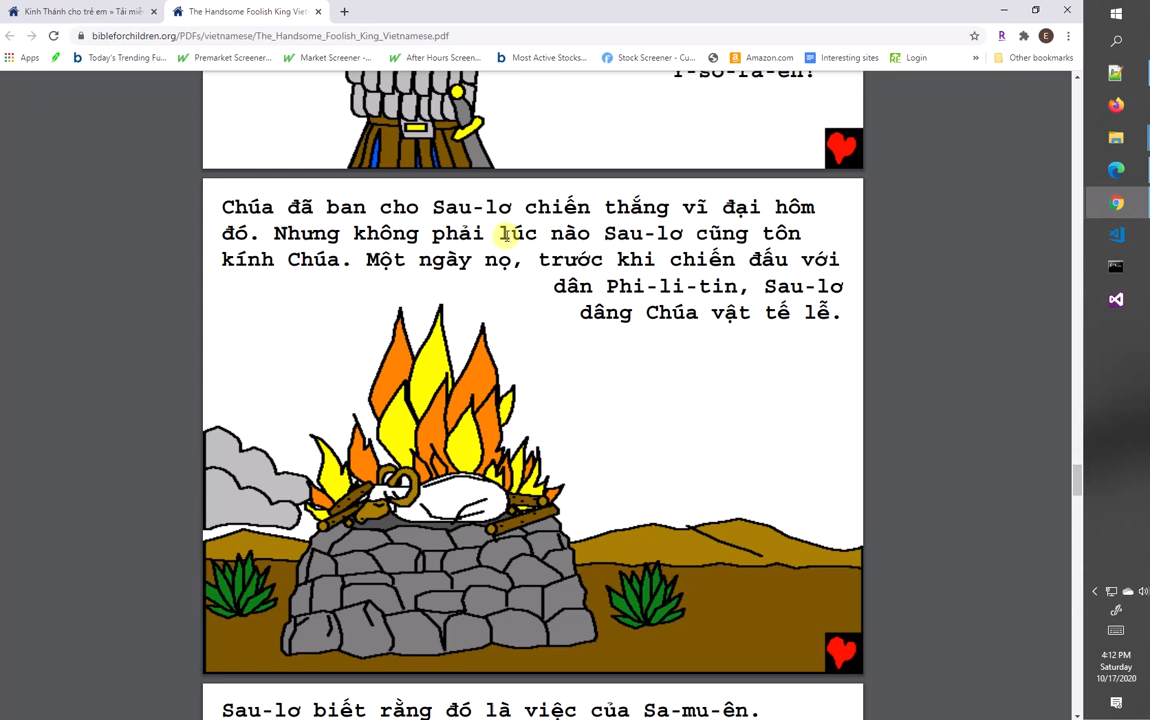 Kinh Thánh cho trẻ em » Tải miễ
The Handsome Foolish King Viet
bibleforchildren.org/PDFs/vietnamese/The_Handsome_Foolish_King_Vietnamese.pdf
R
E
Apps
Today's Trending Fu...
Premarket Screener...
Market Screener -...
After Hours Screen...
Most Active Stocks...
Stock Screener - Cu...
Amazon.com
Interesting sites
Login
»
Other bookmarks
I-sơ-ra-ên!
Chúa đã ban cho Sau-lơ chiến thắng vĩ đại hôm
đó. Nhưng không phải lúc nào Sau-lơ cũng tôn
kính Chúa. Một ngày nọ, trước khi chiến đấu với
dân Phi-li-tin, Sau-lơ
dâng Chúa vật tế lễ.
Sau-lơ biết rằng đó là việc của Sa-mu-ên.
4:12 PM
Saturday
10/17/2020